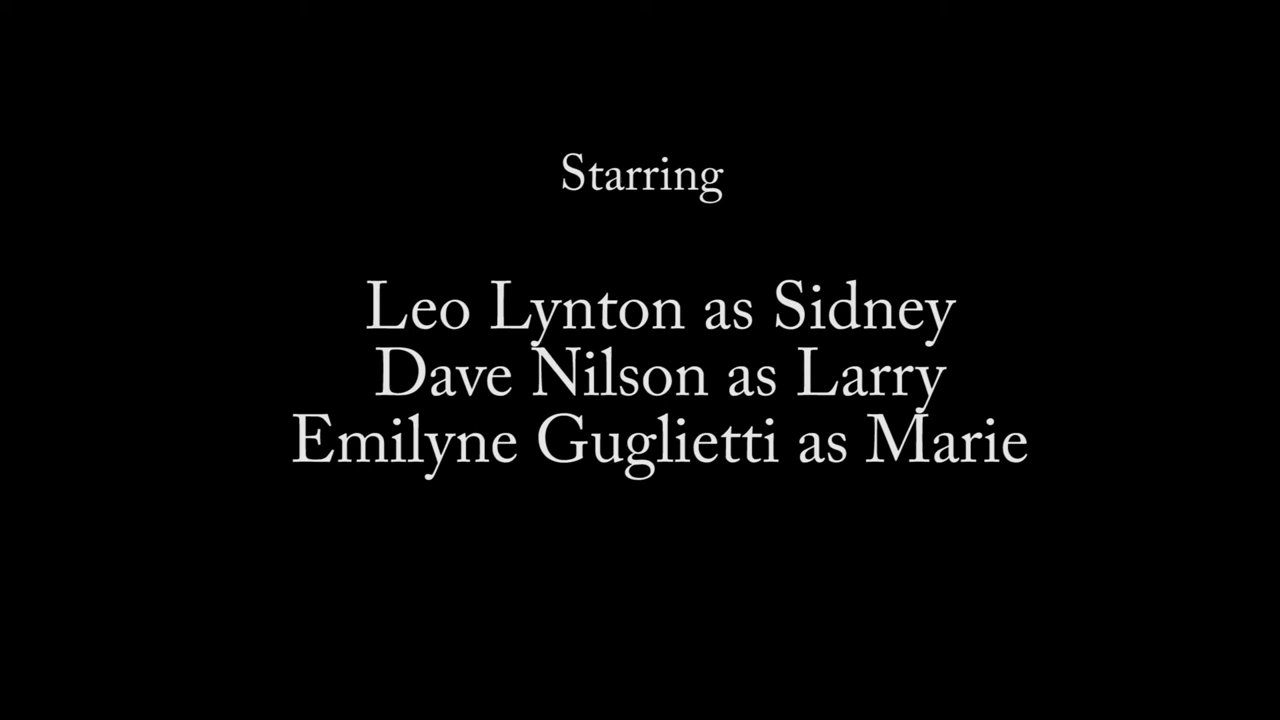 Starring
Leo Lynton as Sidney
Dave Nilson as Larry
Emilyne Guglietti as Marie